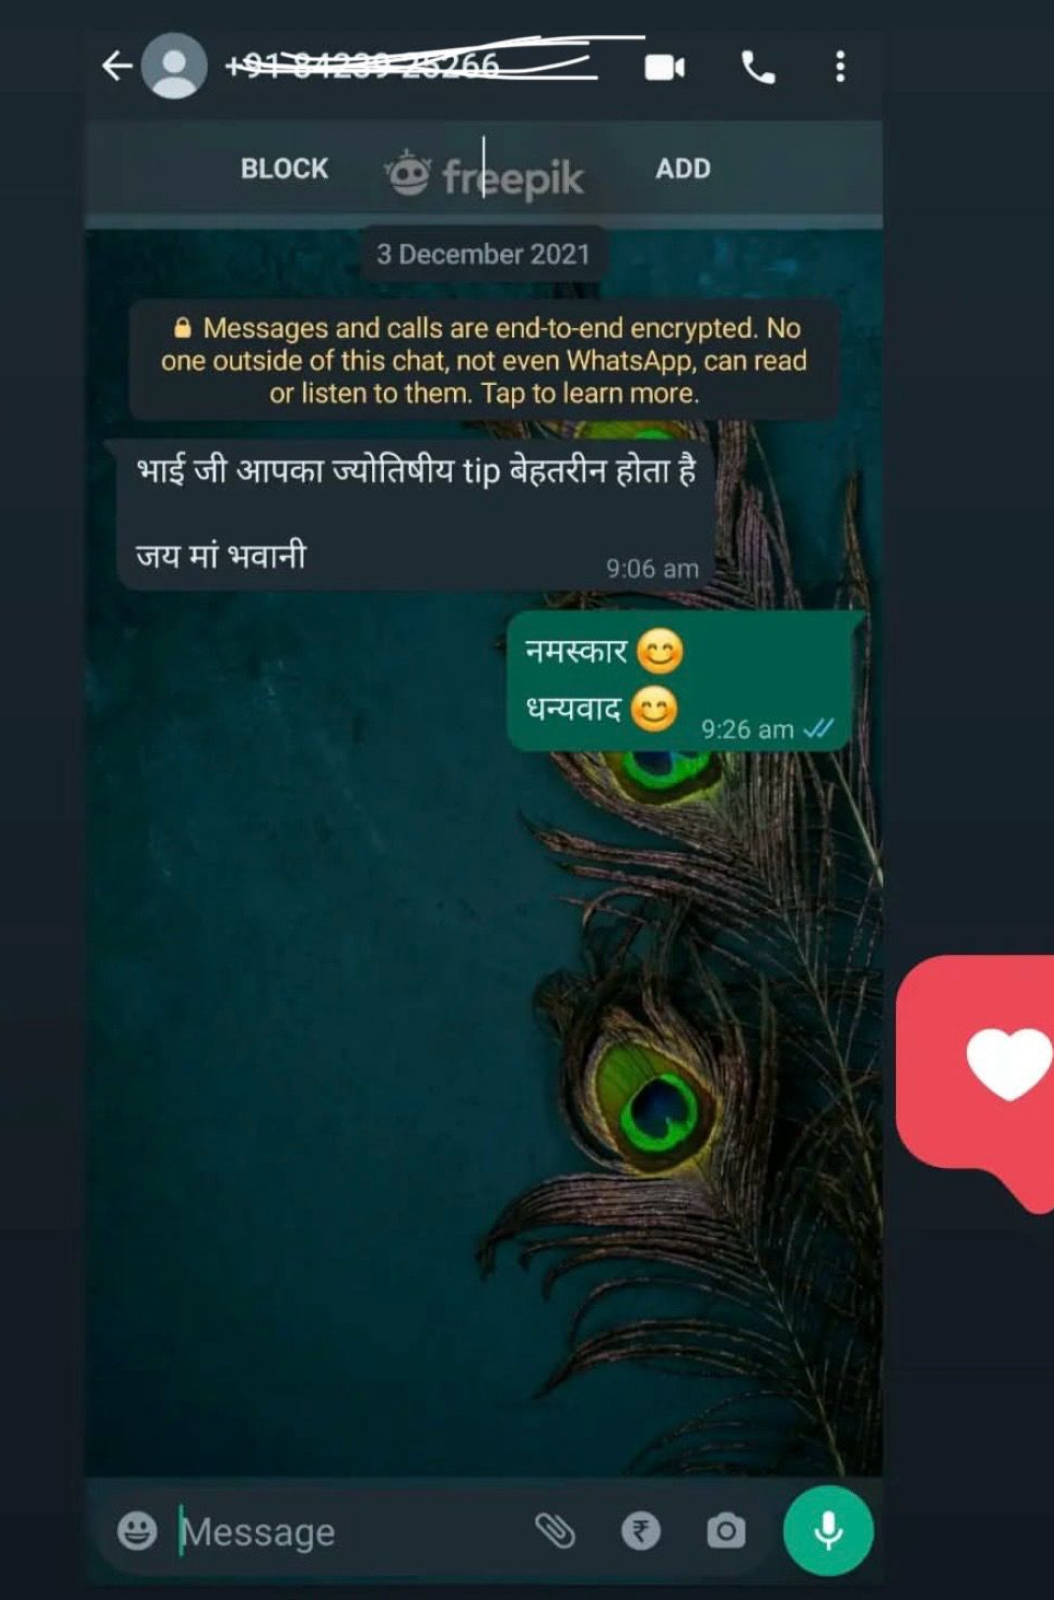 BLOCK freepik ADD
3 December 2021
Messages and calls are end-to-end encrypted. No
one outside of this chat, not even WhatsApp, can read
or listen to them. Tap to learn more.
भाई जी आपका ज्योतिषीय tip बेहतरीन होता है
जय मां भवानी
9:06 am
नमस्कार 😊
धन्यवाद 😊
9:26 am
Message